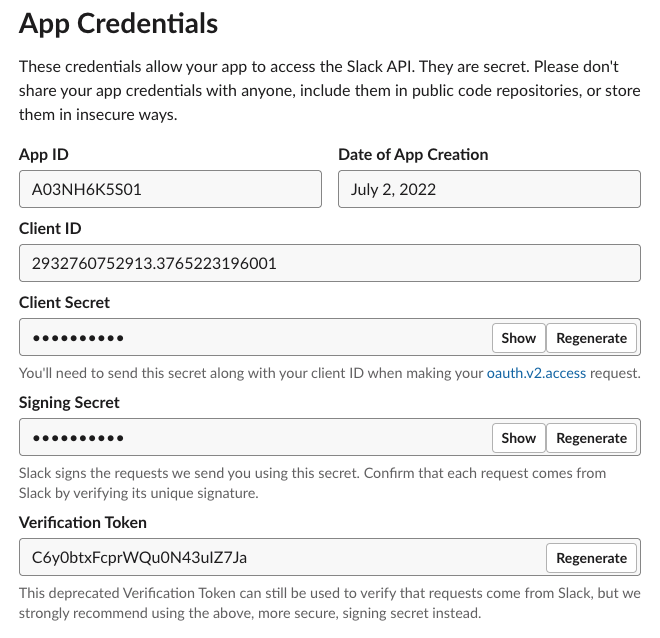 App Credentials
These credentials allow your app to access the Slack API. They are secret. Please don't
share your app credentials with anyone, include them in public code repositories, or store
them in insecure ways.
App ID
Date of App Creation
A03NH6K5S01
July 2, 2022
Client ID
2932760752913.3765223196001
Client Secret
••••••••••
Show
Regenerate
You'll need to send this secret along with your client ID when making your oauth.v2.access request.
Signing Secret
••••••••••
Show
Regenerate
Slack signs the requests we send you using this secret. Confirm that each request comes from
Slack by verifying its unique signature.
Verification Token
C6y0btxFcprWQu0N43uIZ7Ja
Regenerate
This deprecated Verification Token can still be used to verify that requests come from Slack, but we
strongly recommend using the above, more secure, signing secret instead.